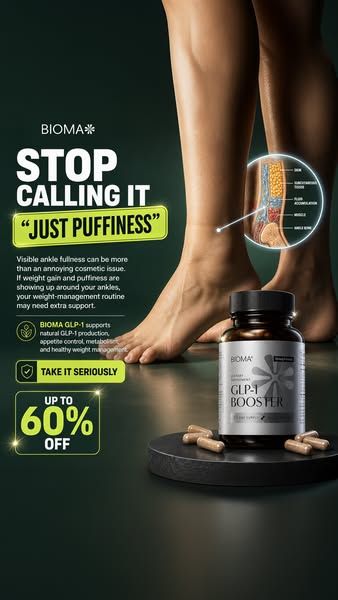 BIOMA
STOP
CALLING IT
“JUST PUFFINESS”
Visible ankle fullness can be more
than an annoying cosmetic issue.
If weight gain and puffiness are
showing up around your ankles,
your weight-management routine
may need extra support.
BIOMA GLP-1 supports
natural GLP-1 production,
appetite control, metabolism,
and healthy weight management.
TAKE IT SERIOUSLY
UP TO
60%
OFF
SKIN
SUBCUTANEOUS
TISSUE
FLUID
ACCUMULATION
MUSCLE
ANKLE BONE
BIOMA
DIETARY
SUPPLEMENT
GLP-1
BOOSTER